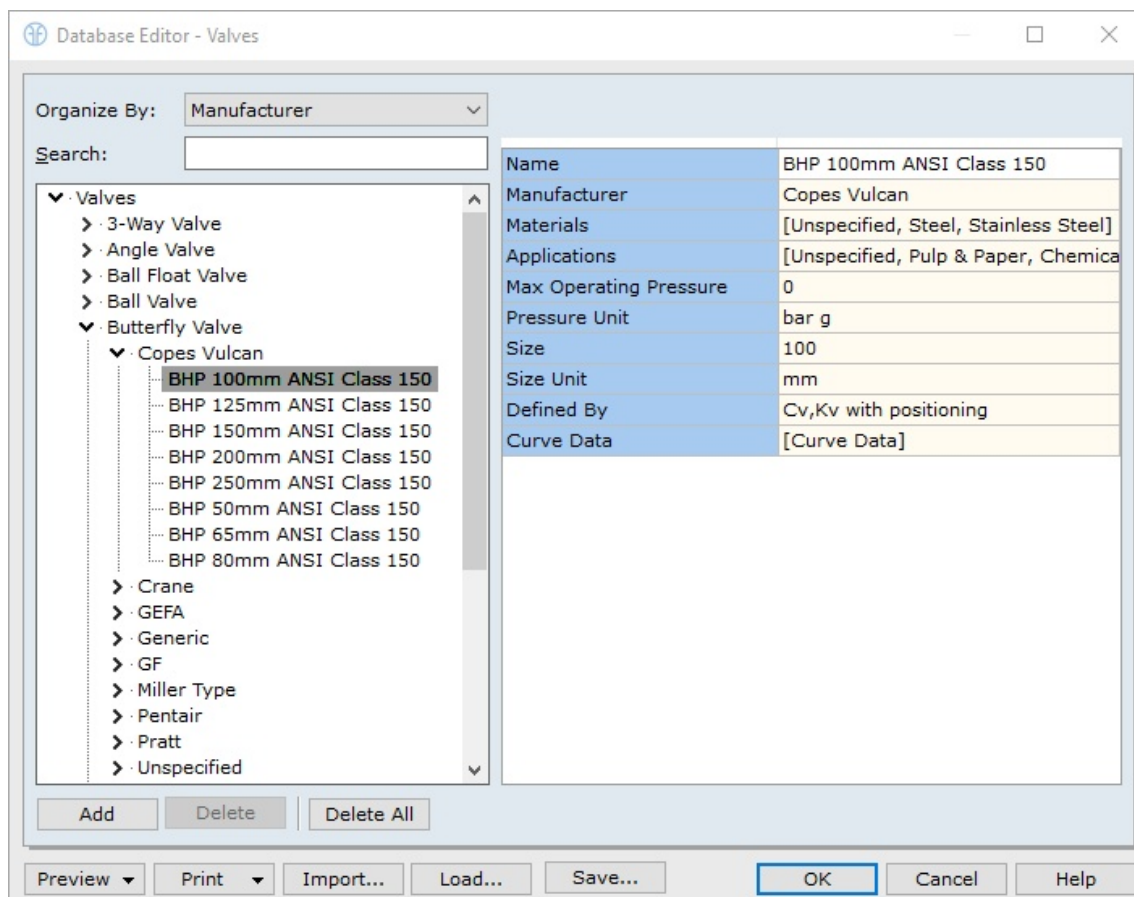 Database Editor - Valves
Organize By: Manufacturer
Search:
Valves
3-Way Valve
Angle Valve
Ball Float Valve
Ball Valve
Butterfly Valve
Copes Vulcan
BHP 100mm ANSI Class 150
BHP 125mm ANSI Class 150
BHP 150mm ANSI Class 150
BHP 200mm ANSI Class 150
BHP 250mm ANSI Class 150
BHP 50mm ANSI Class 150
BHP 65mm ANSI Class 150
BHP 80mm ANSI Class 150
Crane
GEFA
Generic
GF
Miller Type
Pentair
Pratt
Unspecified
Name BHP 100mm ANSI Class 150
Manufacturer Copes Vulcan
Materials [Unspecified, Steel, Stainless Steel]
Applications [Unspecified, Pulp & Paper, Chemica
Max Operating Pressure 0
Pressure Unit bar g
Size 100
Size Unit mm
Defined By Cv,Kv with positioning
Curve Data [Curve Data]
Add Delete Delete All
Preview Print Import... Load... Save... OK Cancel Help